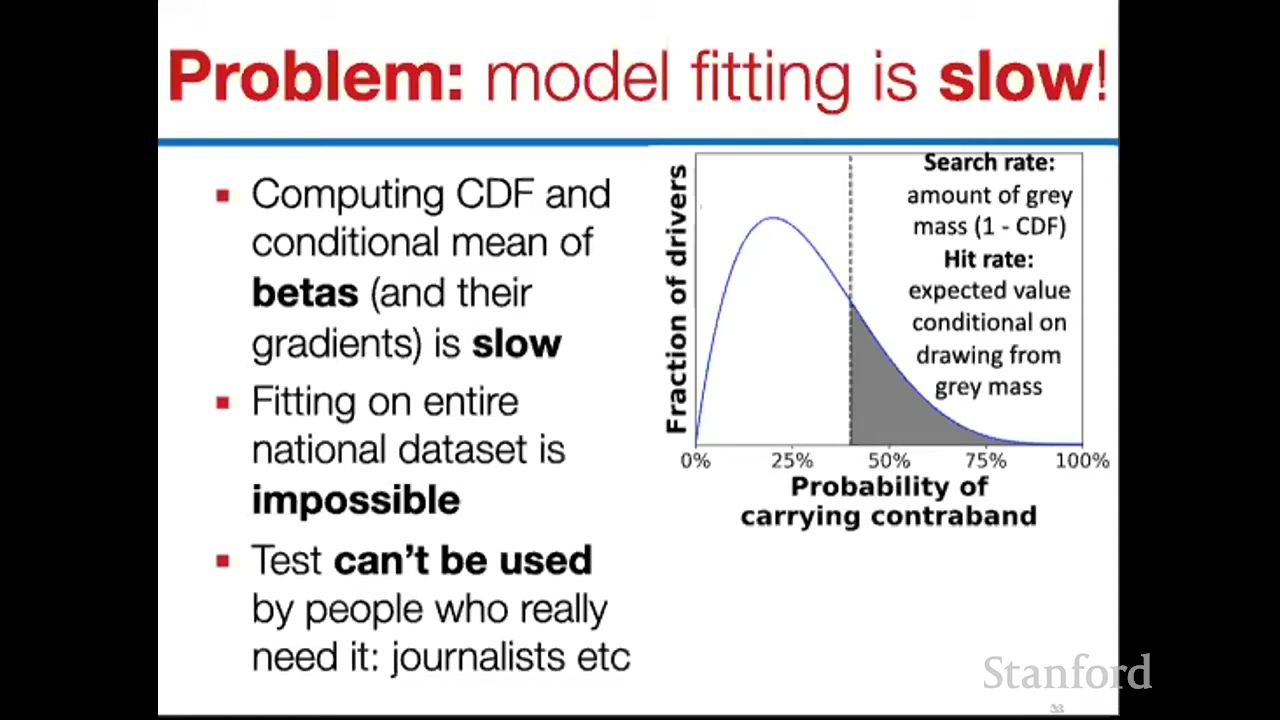 Problem: model fitting is slow!
Computing CDF and
conditional mean of
betas (and their
gradients) is slow
Fitting on entire
national dataset is
impossible
Test can't be used
by people who really
need it: journalists etc
Fraction of drivers
Search rate:
amount of grey
mass (1 - CDF)
Hit rate:
expected value
conditional on
drawing from
grey mass
0% 25% 50% 75% 100%
Probability of
carrying contraband
Stanford
33